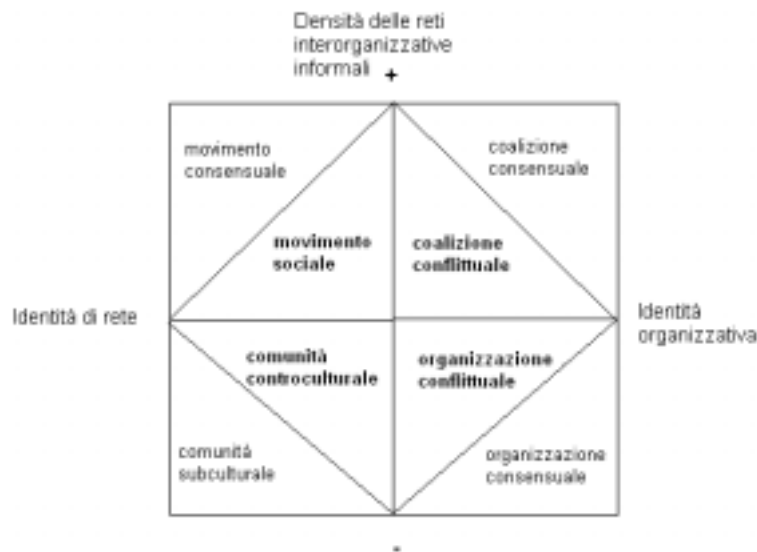 Densità delle reti
interorganizzative
informali +
movimento
consensuale
coalizione
consensuale
movimento
sociale
coalizione
conflittuale
Identità di rete
Identità
organizzativa
comunità
controculturale
organizzazione
conflittuale
comunità
subculturale
organizzazione
consensuale
-